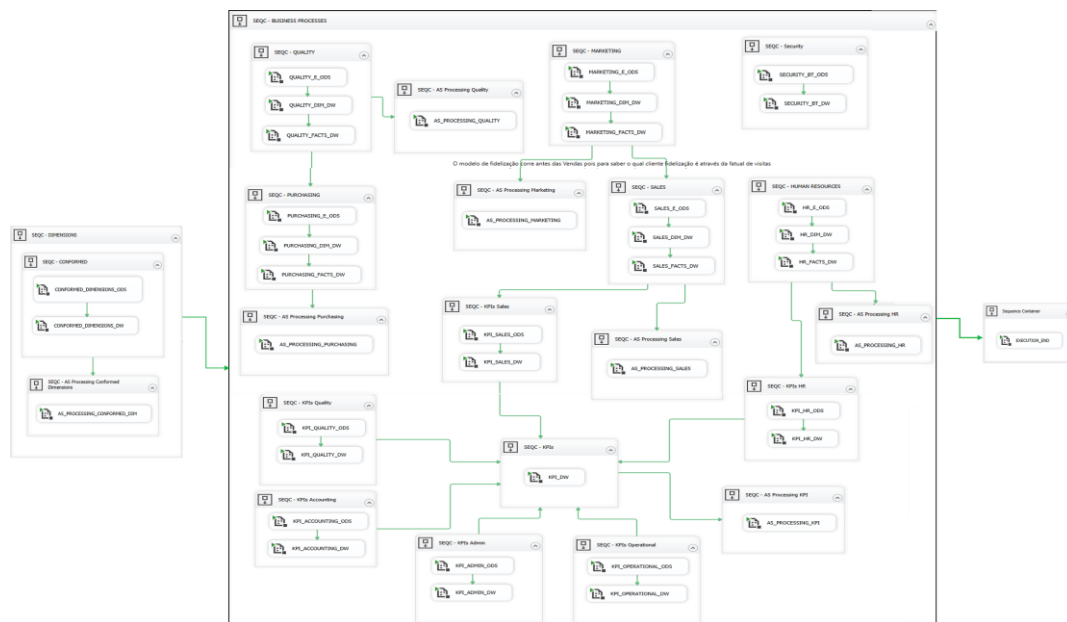 SEQC - BUSINESS PROCESSES
SEQC - QUALITY
QUALITY_E_ODS
QUALITY_DIM_DW
QUALITY_FACTS_DW
SEQC - AS Processing Quality
AS_PROCESSING_QUALITY
SEQC - MARKETING
MARKETING_E_ODS
MARKETING_DIM_DW
MARKETING_FACTS_DW
SEQC - Security
SECURITY_BT_ODS
SECURITY_BT_DW
O modelo de fidelização corre antes das Vendas pois para saber o qual cliente fidelização é através da fatual de visitas
SEQC - PURCHASING
PURCHASING_E_ODS
PURCHASING_DIM_DW
PURCHASING_FACTS_DW
SEQC - AS Processing Marketing
AS_PROCESSING_MARKETING
SEQC - SALES
SALES_E_ODS
SALES_DIM_DW
SALES_FACTS_DW
SEQC - HUMAN RESOURCES
HR_E_ODS
HR_DIM_DW
HR_FACTS_DW
SEQC - DIMENSIONS
SEQC - CONFORMED
CONFORMED_DIMENSIONS_ODS
CONFORMED_DIMENSIONS_DW
SEQC - AS Processing Conformed
Dimensions
AS_PROCESSING_CONFORMED_DIM
SEQC - AS Processing Purchasing
AS_PROCESSING_PURCHASING
SEQC - KPIs Sales
KPI_SALES_ODS
KPI_SALES_DW
SEQC - AS Processing Sales
AS_PROCESSING_SALES
SEQC - AS Processing HR
AS_PROCESSING_HR
Sequence Container
EXECUTION_END
SEQC - KPIs Quality
KPI_QUALITY_ODS
KPI_QUALITY_DW
SEQC - KPIs HR
KPI_HR_ODS
KPI_HR_DW
SEQC - KPIs
KPI_DW
SEQC - KPIs Accounting
KPI_ACCOUNTING_ODS
KPI_ACCOUNTING_DW
SEQC - AS Processing KPI
AS_PROCESSING_KPI
SEQC - KPIs Admin
KPI_ADMIN_ODS
KPI_ADMIN_DW
SEQC - KPIs Operational
KPI_OPERATIONAL_ODS
KPI_OPERATIONAL_DW